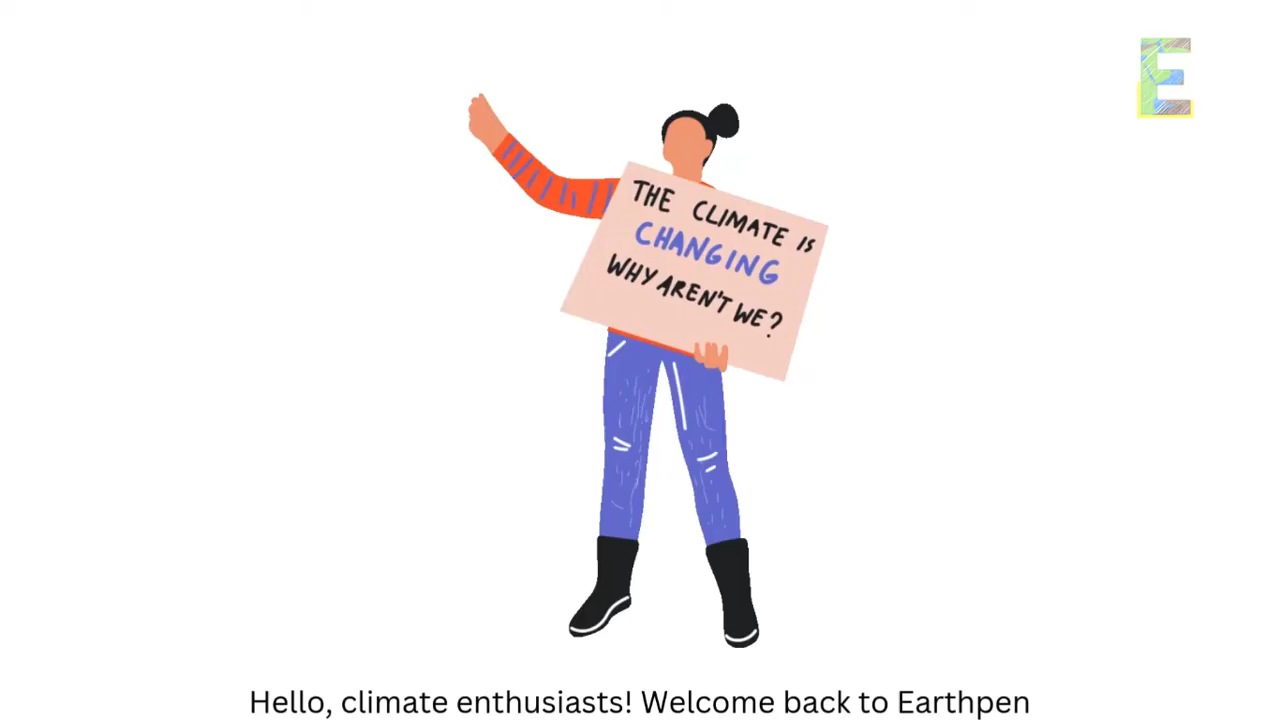 E
THE CLIMATE IS
CHANGING
WHY AREN'T WE?
Hello, climate enthusiasts! Welcome back to Earthpen